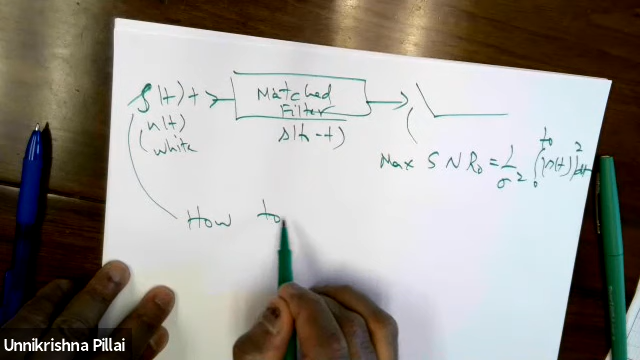 s(t) +
n(t)
(white
Matched
Filter
s(t₀-t)
Max SNR₀ = 1/σ² ∫₀^t₀ |s(t)|² dt
How to
Unnikrishna Pillai